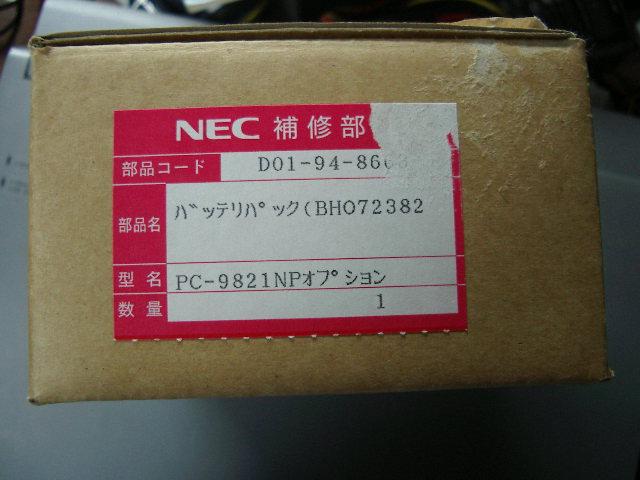 NEC 補修部
部品コード D01-94-86
部品名 バッテリパック(BHO72382
型名 PC-9821NPオプション
数量 1